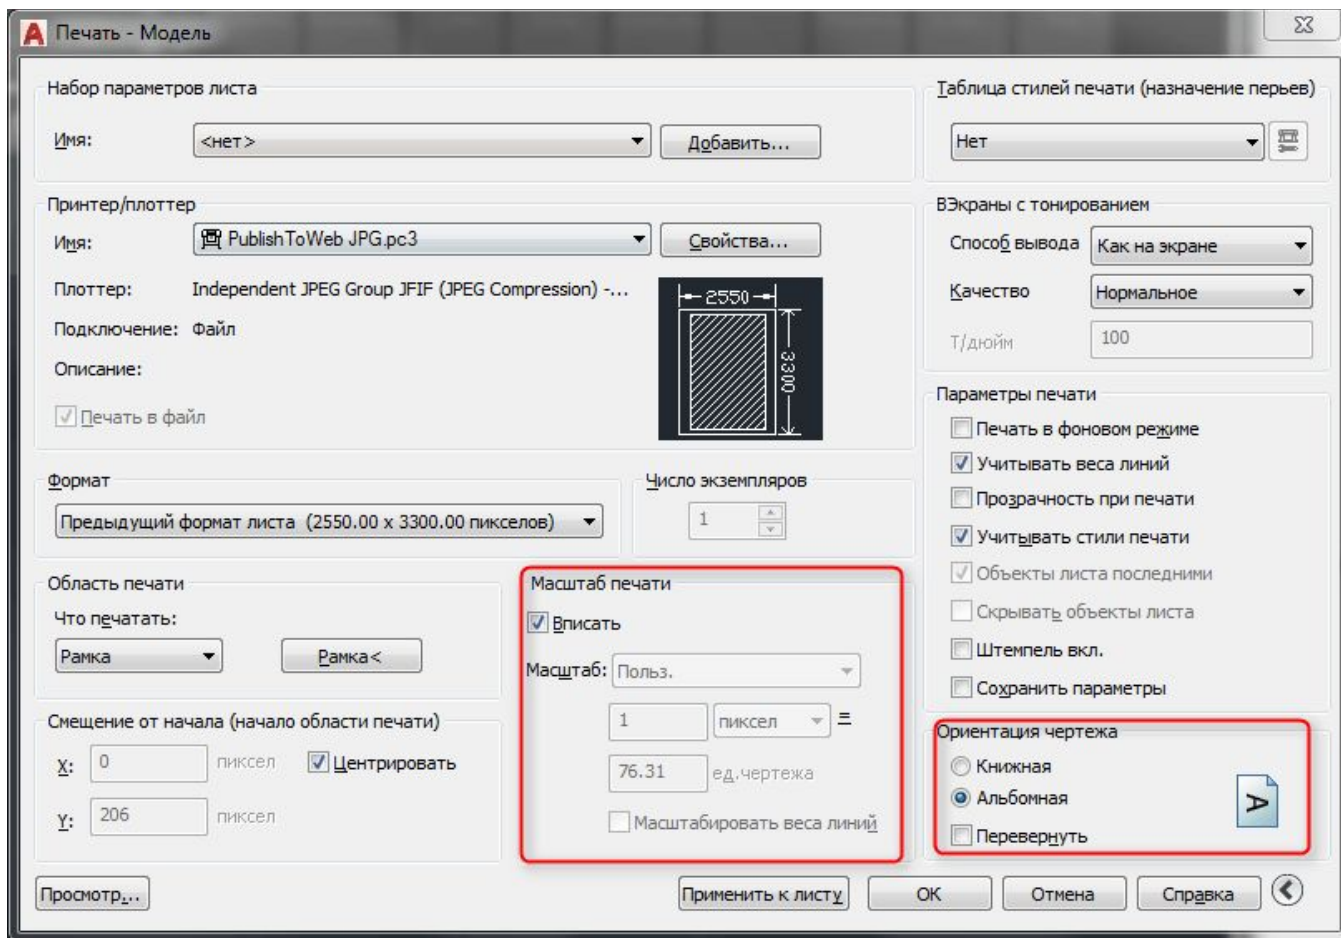 Печать - Модель
Набор параметров листа
Имя:
<нет>
Добавить...
Таблица стилей печати (назначение перьев)
Нет
Принтер/плоттер
Имя:
PublishToWeb JPG.pc3
Свойства...
Плоттер:
Independent JPEG Group JFIF (JPEG Compression) -...
Подключение:
Файл
Описание:
Печать в файл
2550
3300
ВЭкраны с тонированием
Способ вывода
Как на экране
Качество
Нормальное
Т/дюйм
100
Формат
Предыдущий формат листа (2550.00 x 3300.00 пикселов)
Число экземпляров
1
Параметры печати
Печать в фоновом режиме
Учитывать веса линий
Прозрачность при печати
Учитывать стили печати
Объекты листа последними
Скрывать объекты листа
Штемпель вкл.
Сохранить параметры
Область печати
Что печатать:
Рамка
Рамка<
Масштаб печати
Вписать
Масштаб:
Польз.
1
пиксел
=
76.31
ед.чертежа
Масштабировать веса линий
Смещение от начала (начало области печати)
X:
0
пиксел
Центрировать
Y:
206
пиксел
Ориентация чертежа
Книжная
Альбомная
Перевернуть
A
Просмотр...
Применить к листу
ОК
Отмена
Справка